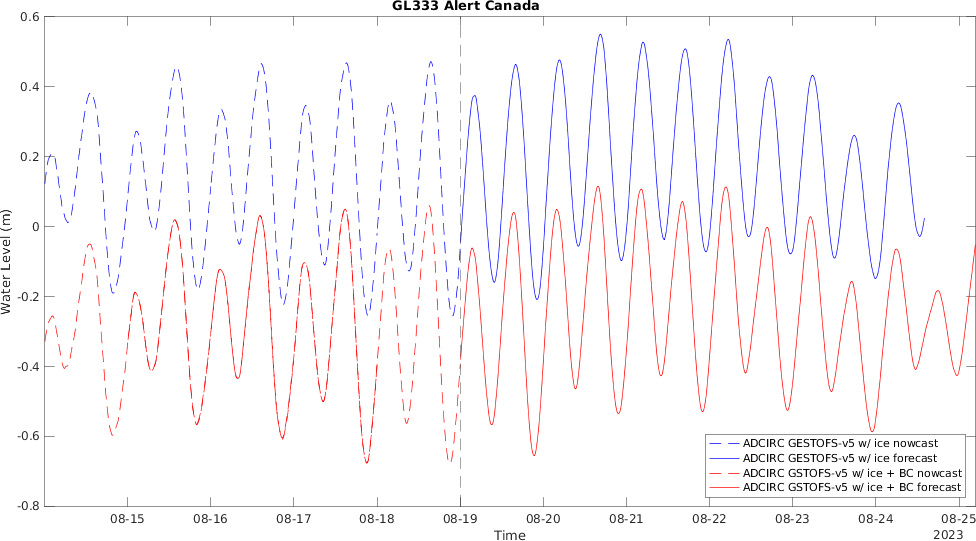 GL333 Alert Canada
Water Level (m)
0.6
0.4
0.2
0
-0.2
-0.4
-0.6
-0.8
ADCIRC GESTOFS-v5 w/ ice nowcast
ADCIRC GESTOFS-v5 w/ ice forecast
ADCIRC GSTOFS-v5 w/ ice + BC nowcast
ADCIRC GSTOFS-v5 w/ ice + BC forecast
08-15 08-16 08-17 08-18 08-19 08-20 08-21 08-22 08-23 08-24 08-25
Time
2023